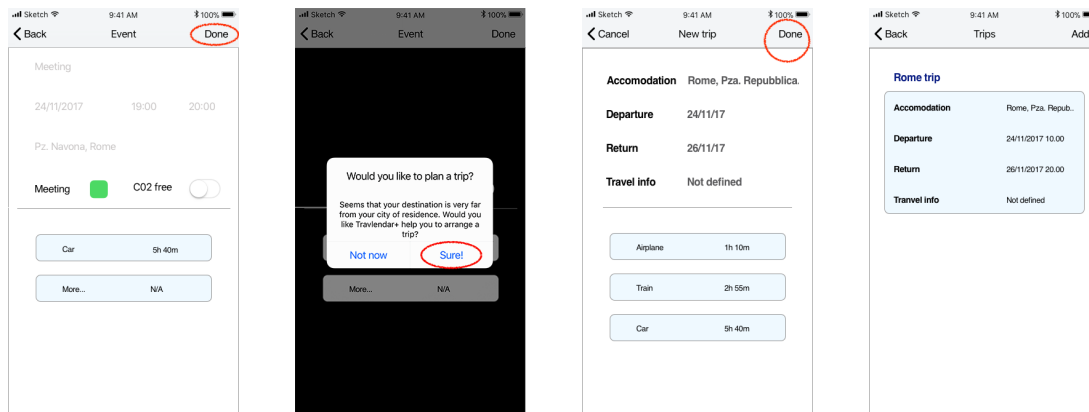 Sketch 9:41 AM 100%
Back Event Done
Meeting
24/11/2017 19:00 20:00
Pz. Navona, Rome
Meeting C02 free
Car 5h 40m
More... N/A
Sketch 9:41 AM 100%
Back Event Done
Would you like to plan a trip?
Seems that your destination is very far
from your city of residence. Would you
like Travlendar+ help you to arrange a
trip?
Not now Sure!
More... N/A
Sketch 9:41 AM 100%
Cancel New trip Done
Accomodation Rome, Pza. Repubblica.
Departure 24/11/17
Return 26/11/17
Travel info Not defined
Airplane 1h 10m
Train 2h 55m
Car 5h 40m
Sketch 9:41 AM 100%
Back Trips Add
Rome trip
Accomodation Rome, Pza. Repub..
Departure 24/11/2017 10.00
Return 26/11/2017 20.00
Tranvel info Not defined